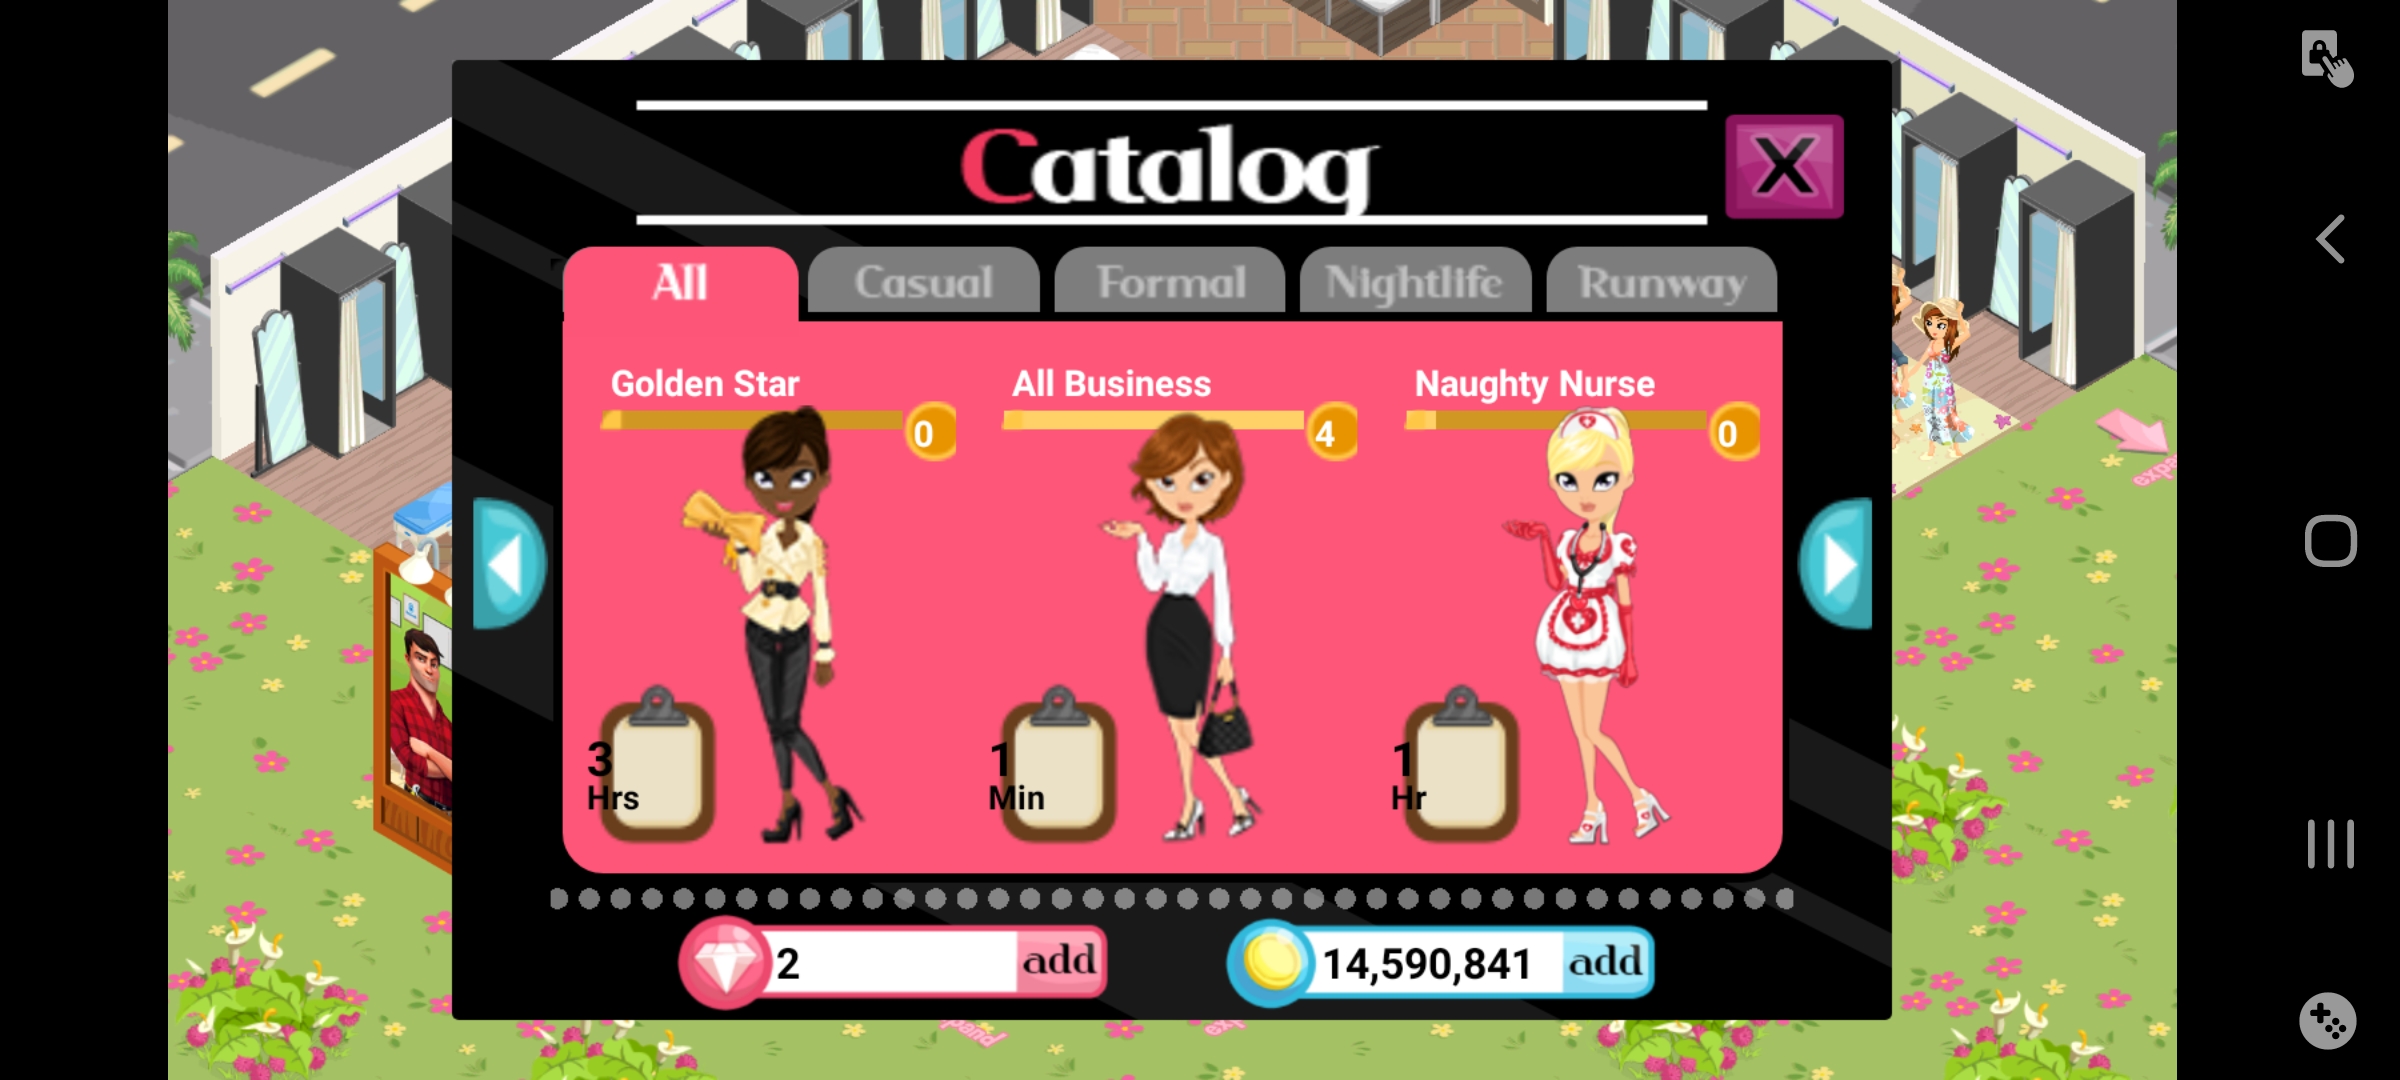 Catalog
X
All
Casual
Formal
Nightlife
Runway
Golden Star
0
All Business
4
Naughty Nurse
0
3
Hrs
1
Min
1
Hr
2
add
14,590,841
add